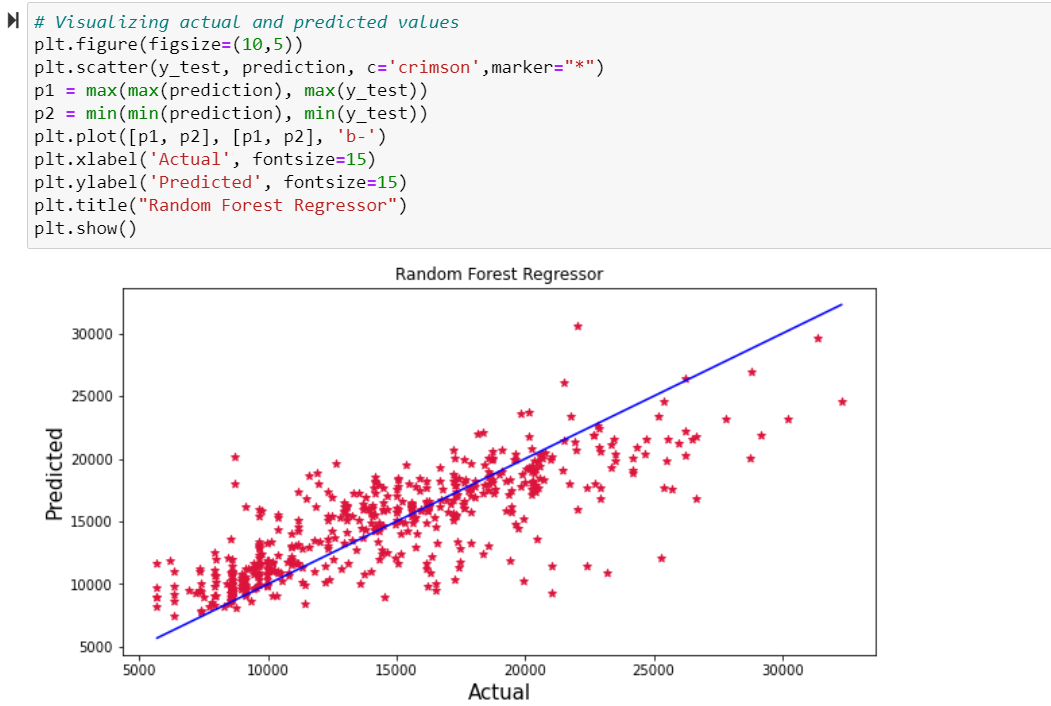 # Visualizing actual and predicted values
plt.figure(figsize=(10,5))
plt.scatter(y_test, prediction, c='crimson',marker="*")
p1 = max(max(prediction), max(y_test))
p2 = min(min(prediction), min(y_test))
plt.plot([p1, p2], [p1, p2], 'b-')
plt.xlabel('Actual', fontsize=15)
plt.ylabel('Predicted', fontsize=15)
plt.title("Random Forest Regressor")
plt.show()
Random Forest Regressor
30000
25000
20000
15000
10000
5000
Predicted
5000 10000 15000 20000 25000 30000
Actual